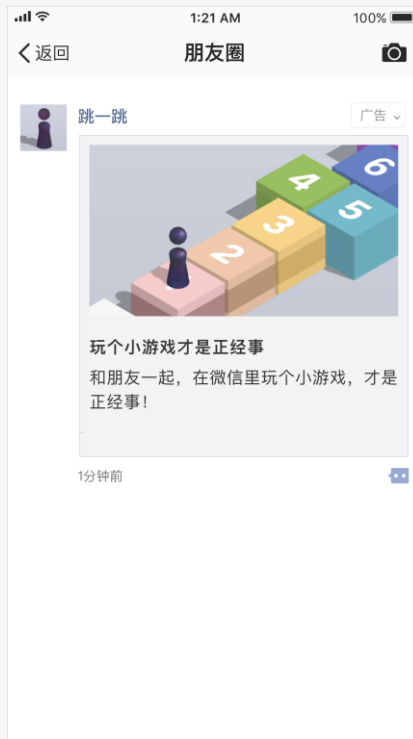 1:21 AM 100%
返回 朋友圈
跳一跳 广告
6
4
5
3
2
玩个小游戏才是正经事
和朋友一起，在微信里玩个小游戏，才是
正经事！
1分钟前